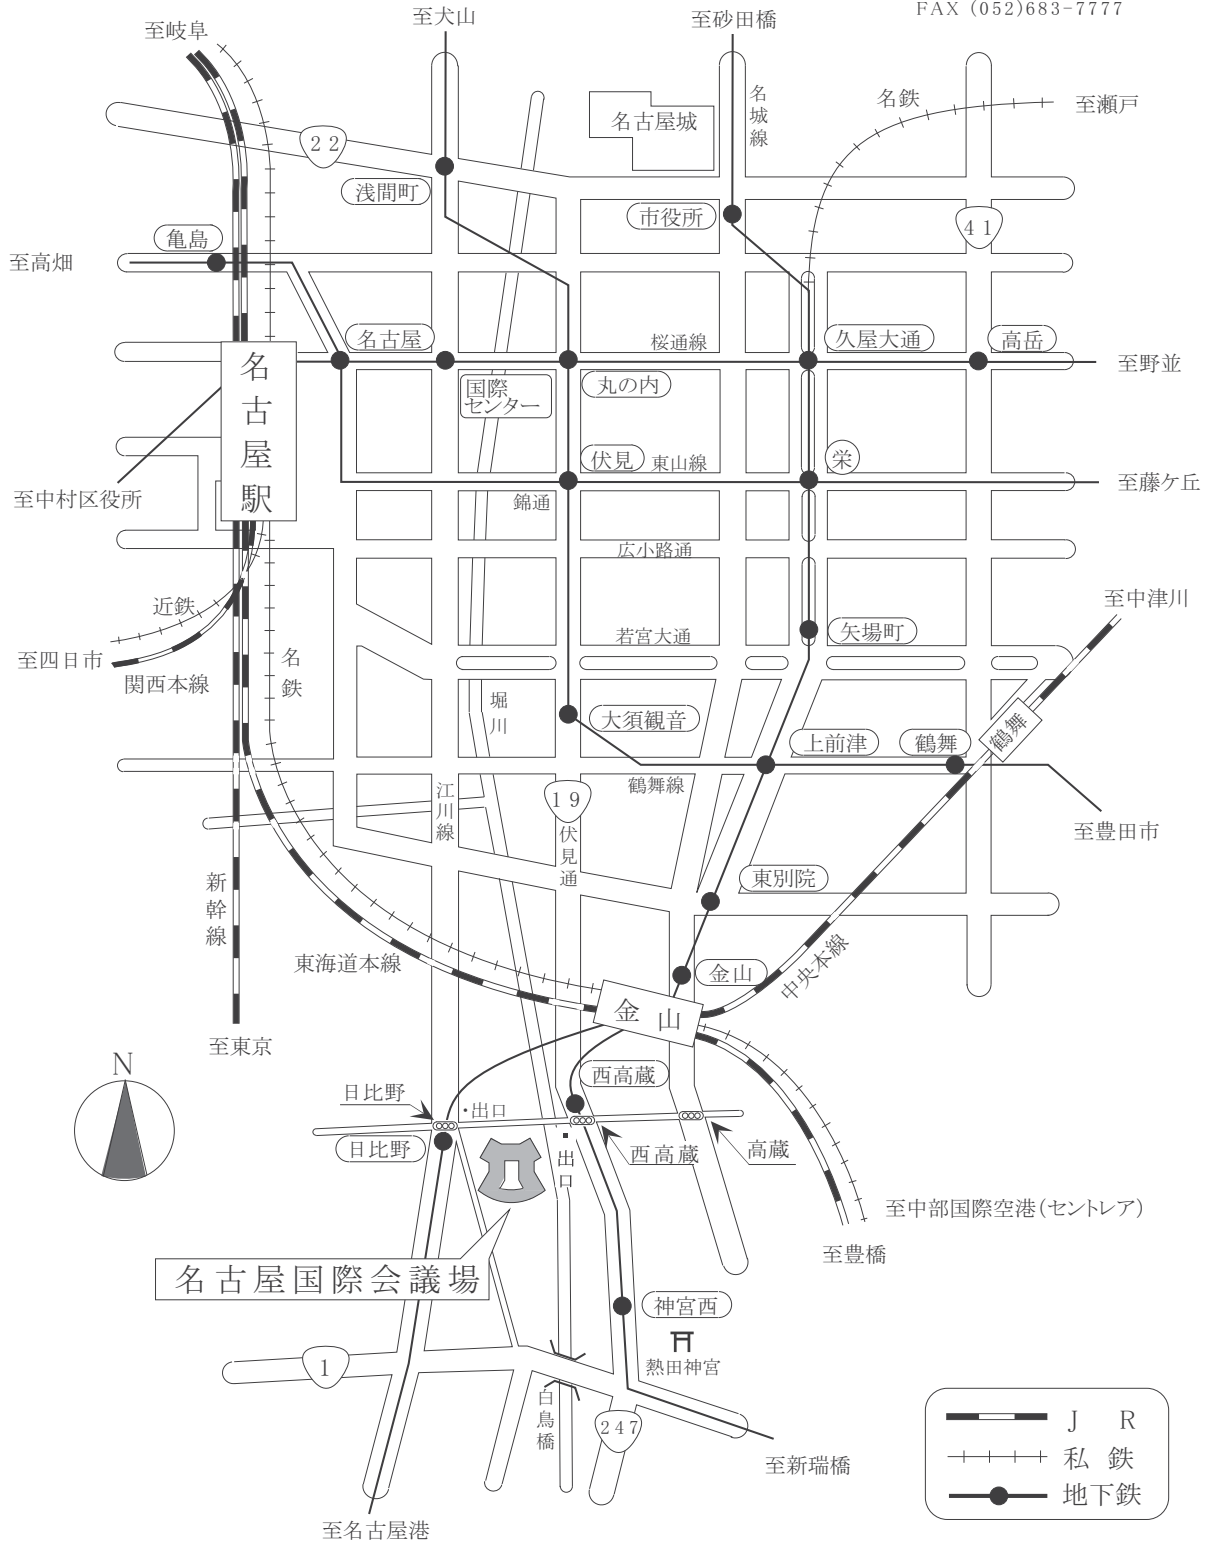 FAX (052)683-7777
至犬山
至砂田橋
至岐阜
名鉄
至瀬戸
名城線
名古屋城
22
浅間町
市役所
41
亀島
至高畑
名古屋
桜通線
久屋大通
高岳
至野並
名古屋駅
国際
センター
丸の内
伏見
東山線
栄
至中村区役所
至藤ケ丘
錦通
広小路通
至中津川
近鉄
若宮大通
矢場町
至四日市
関西本線
名鉄
堀川
大須観音
上前津
鶴舞
鶴舞
鶴舞線
江川線
19
伏見通
至豊田市
東別院
新幹線
東海道本線
金山
中央本線
金山
至東京
N
西高蔵
日比野
・出口
日比野
出口
西高蔵
高蔵
至中部国際空港(セントレア)
至豊橋
名古屋国際会議場
神宮西
熱田神宮
1
白鳥橋
247
JR
私鉄
地下鉄
至新瑞橋
至名古屋港